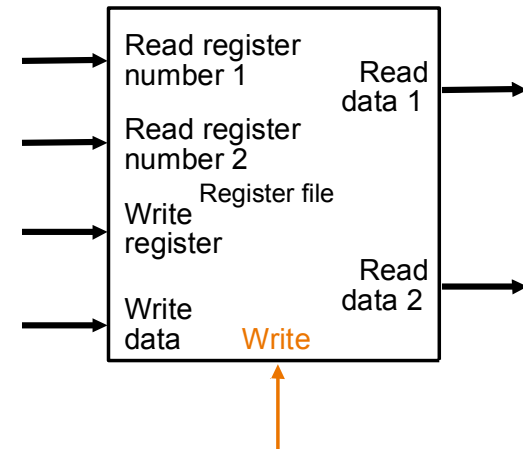 Read register
number 1
Read
data 1
Read register
number 2
Register file
Write
register
Read
data 2
Write
data
Write